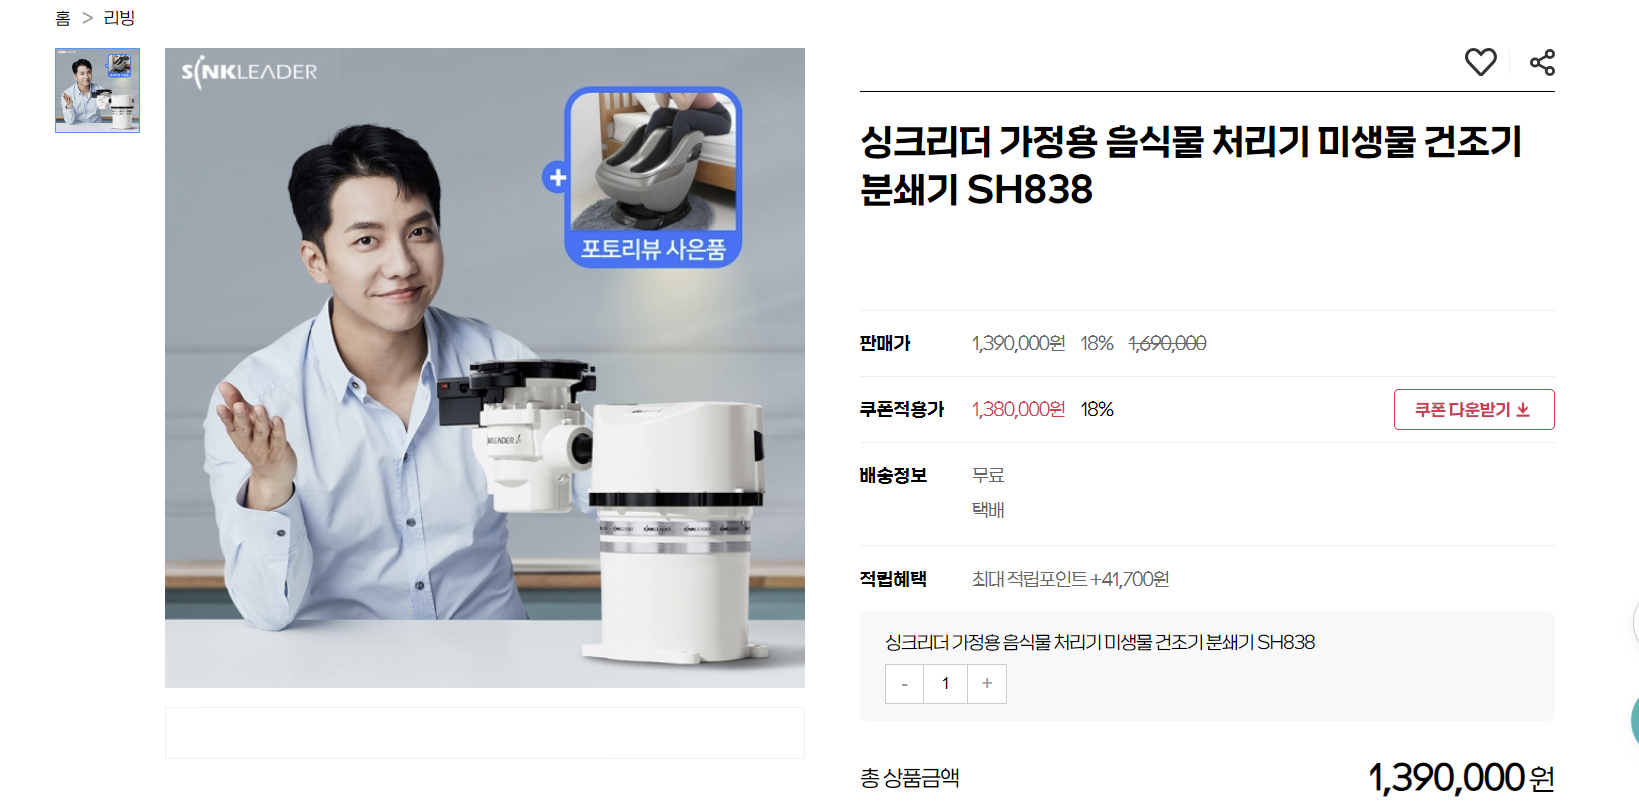 홈 > 리빙
SINKLEADER
+
포토리뷰 사은품
싱크리더 가정용 음식물 처리기 미생물 건조기
분쇄기 SH838
판매가 1,390,000원 18% 1,690,000
쿠폰적용가 1,380,000원 18% 쿠폰 다운받기
배송정보 무료
택배
적립혜택 최대 적립포인트 +41,700원
싱크리더 가정용 음식물 처리기 미생물 건조기 분쇄기 SH838
- 1 +
총 상품금액 1,390,000원